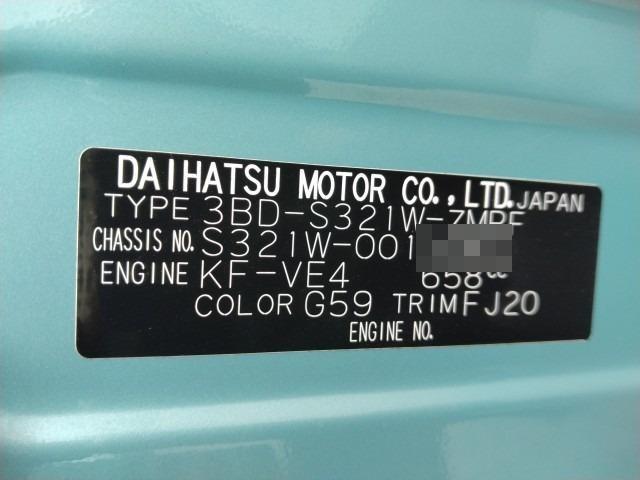 DAIHATSU MOTOR CO., LTD. JAPAN
TYPE 3BD-S321W-ZMRF
CHASSIS NO. S321W-001
ENGINE KF-VE4 658cc
COLOR G59 TRIM FJ20
ENGINE NO.